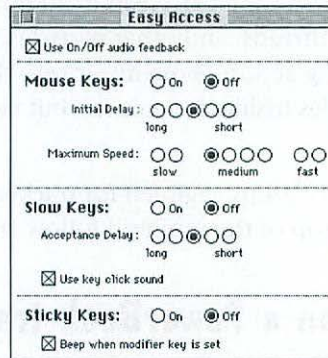 Easy Access
Use On/Off audio feedback
Mouse Keys: On Off
Initial Delay:
long short
Maximum Speed:
slow medium fast
Slow Keys: On Off
Acceptance Delay:
long short
Use key click sound
Sticky Keys: On Off
Beep when modifier key is set